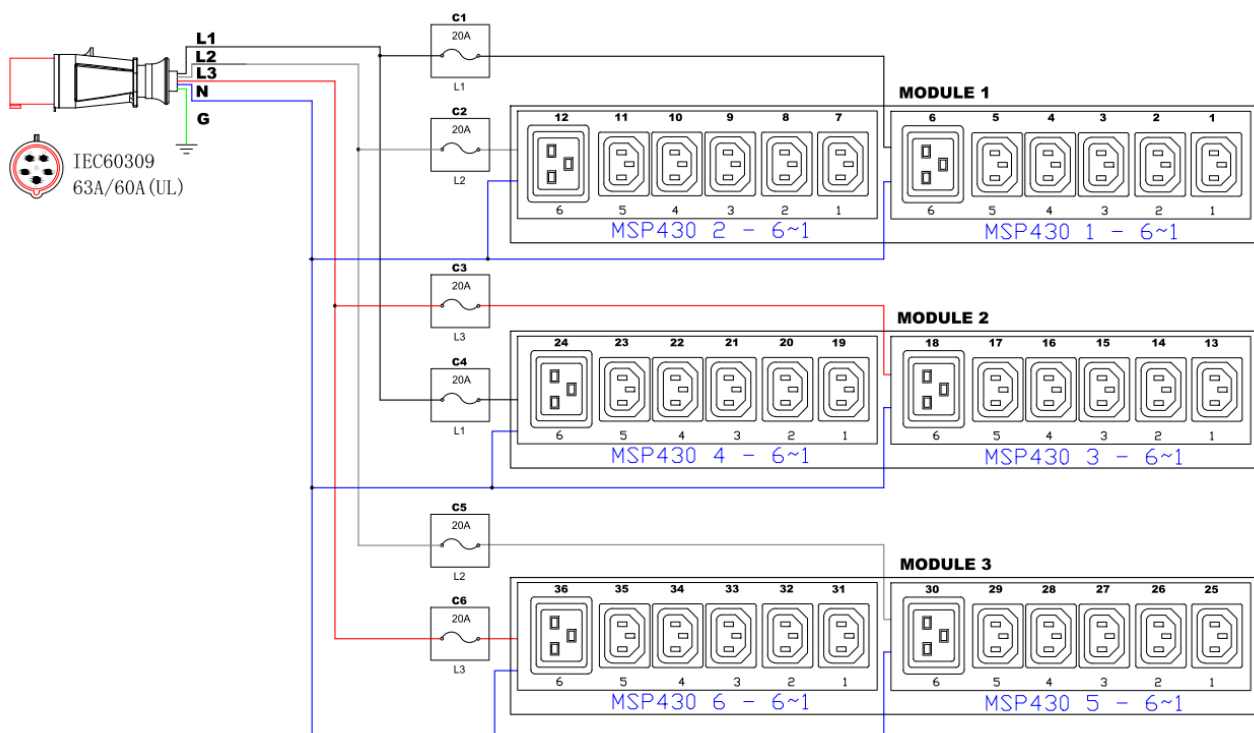 L1
L2
L3
N
G
IEC60309
63A/60A(UL)
C1
20A
L1
C2
20A
L2
MODULE 1
12 11 10 9 8 7
6 5 4 3 2 1
6 5 4 3 2 1
6 5 4 3 2 1
MSP430 2 - 6~1
MSP430 1 - 6~1
C3
20A
L3
C4
20A
L1
MODULE 2
24 23 22 21 20 19
18 17 16 15 14 13
6 5 4 3 2 1
6 5 4 3 2 1
MSP430 4 - 6~1
MSP430 3 - 6~1
C5
20A
L2
C6
20A
L3
MODULE 3
36 35 34 33 32 31
30 29 28 27 26 25
6 5 4 3 2 1
6 5 4 3 2 1
MSP430 6 - 6~1
MSP430 5 - 6~1